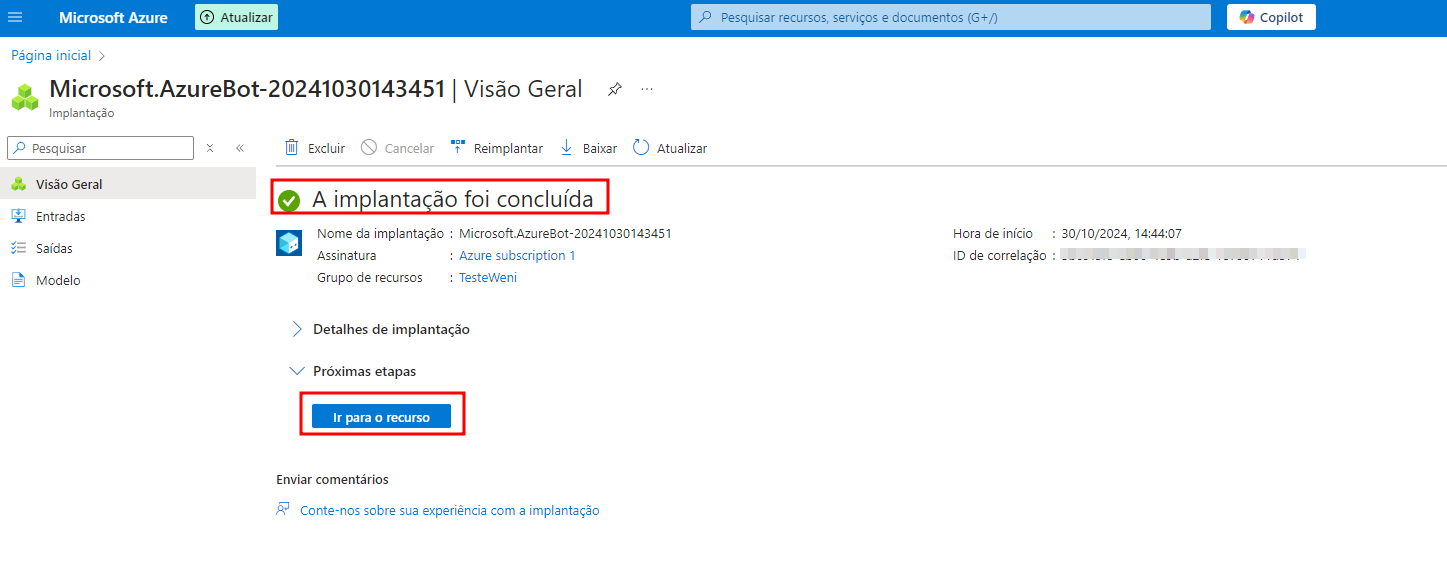 Microsoft Azure
Atualizar
Pesquisar recursos, serviços e documentos (G+/)
Copilot
Página inicial
Microsoft.AzureBot-20241030143451 | Visão Geral
Implantação
Pesquisar
Excluir
Cancelar
Reimplantar
Baixar
Atualizar
Visão Geral
Entradas
Saídas
Modelo
A implantação foi concluída
Nome da implantação : Microsoft.AzureBot-20241030143451
Assinatura : Azure subscription 1
Grupo de recursos : TesteWeni
Hora de início : 30/10/2024, 14:44:07
ID de correlação :
Detalhes de implantação
Próximas etapas
Ir para o recurso
Enviar comentários
Conte-nos sobre sua experiência com a implantação